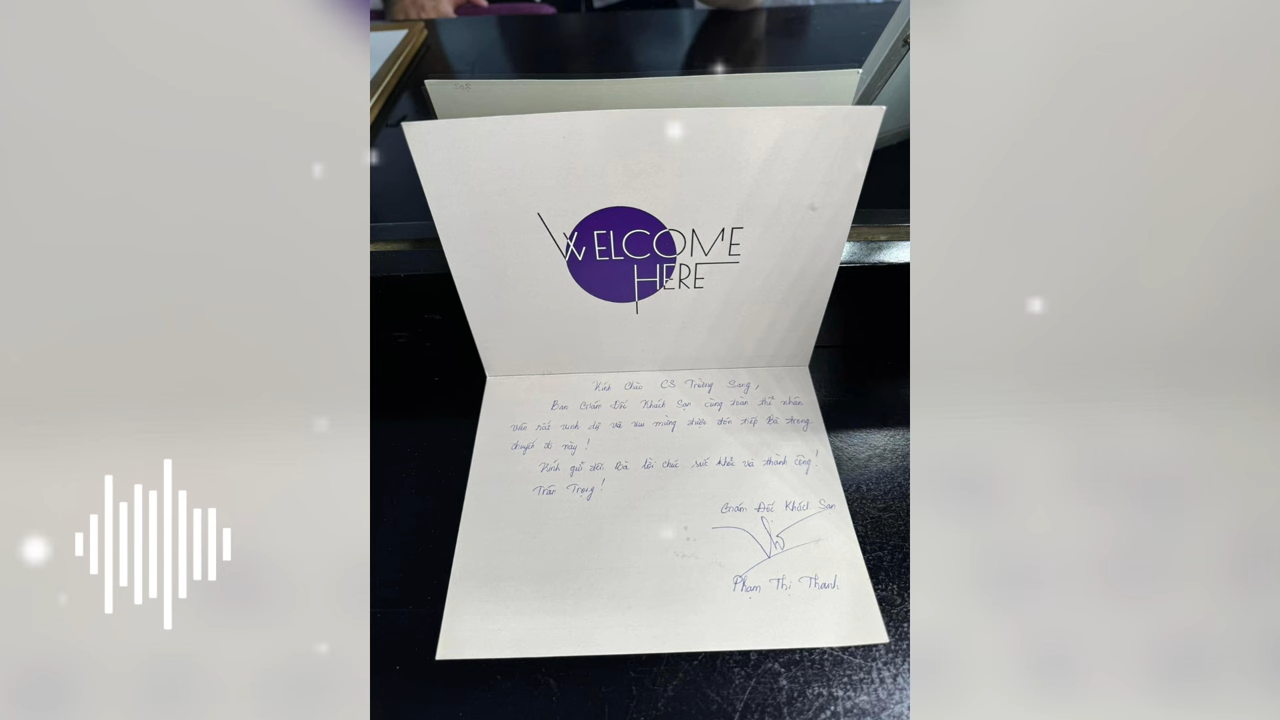 WELCOME
HERE
Kính Chào CS Trường Sang,
Ban Giám Đốc Khách Sạn cùng toàn thể nhân
viên rất vinh dự và vui mừng được đón tiếp Bà trong
chuyến đi này!
Kính gửi đến Bà lời chúc sức khỏe và thành công!
Trân Trọng!
Giám Đốc Khách Sạn
Phạm Thị Thanh